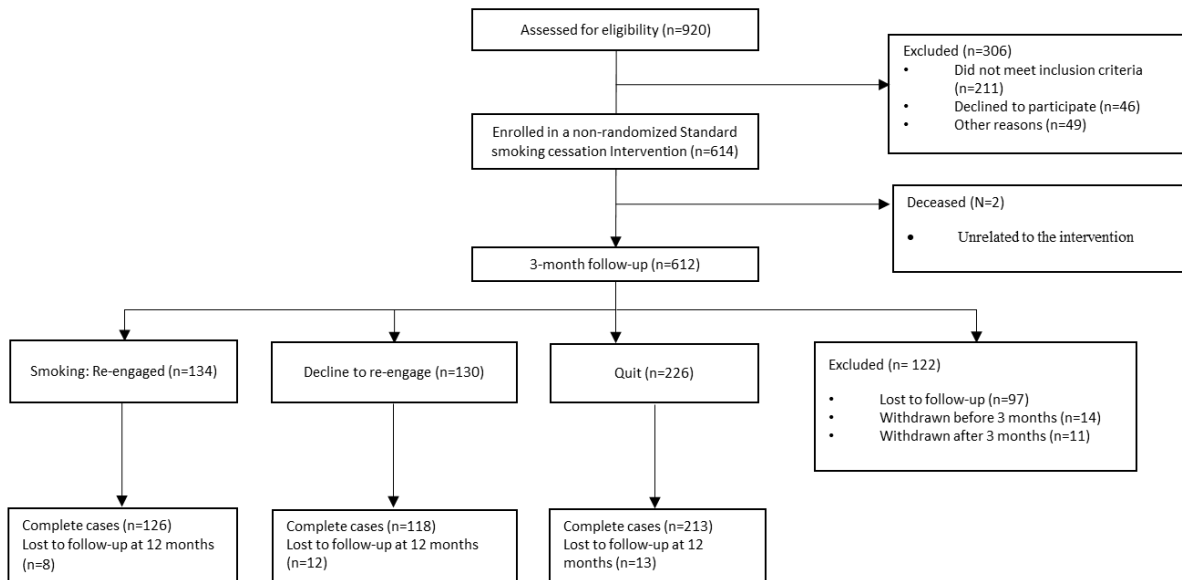 Assessed for eligibility (n=920)
Excluded (n=306)
• Did not meet inclusion criteria
(n=211)
• Declined to participate (n=46)
• Other reasons (n=49)
Enrolled in a non-randomized Standard
smoking cessation Intervention (n=614)
Deceased (N=2)
• Unrelated to the intervention
3-month follow-up (n=612)
Smoking: Re-engaged (n=134)
Decline to re-engage (n=130)
Quit (n=226)
Excluded (n= 122)
• Lost to follow-up (n=97)
• Withdrawn before 3 months (n=14)
• Withdrawn after 3 months (n=11)
Complete cases (n=126)
Lost to follow-up at 12 months
(n=8)
Complete cases (n=118)
Lost to follow-up at 12 months
(n=12)
Complete cases (n=213)
Lost to follow-up at 12
months (n=13)